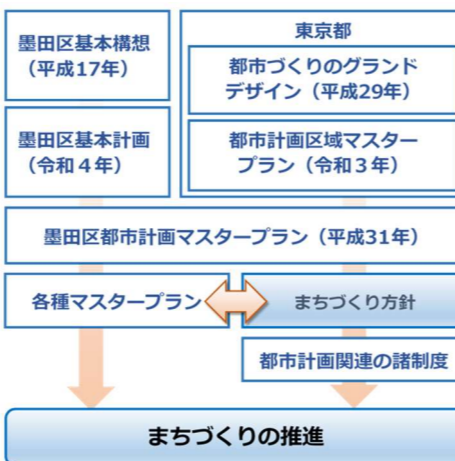 墨田区基本構想
(平成17年)
墨田区基本計画
(令和４年)
東京都
都市づくりのグランド
デザイン(平成29年)
都市計画区域マスター
プラン(令和３年)
墨田区都市計画マスタープラン(平成31年)
各種マスタープラン
まちづくり方針
都市計画関連の諸制度
まちづくりの推進